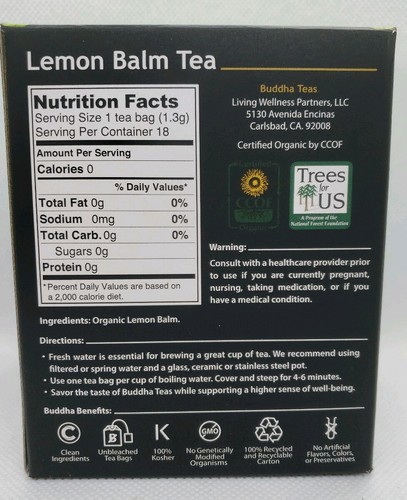 Lemon Balm Tea
Nutrition Facts
Serving Size 1 tea bag (1.3g)
Serving Per Container 18
Amount Per Serving
Calories 0
% Daily Values*
Total Fat 0g 0%
Sodium 0mg 0%
Total Carb. 0g 0%
Sugars 0g
Protein 0g
*Percent Daily Values are based on
a 2,000 calorie diet.
Buddha Teas
Living Wellness Partners, LLC
5130 Avenida Encinas
Carlsbad, CA. 92008
Certified Organic by CCOF
CCOF
Trees
for
US
A Program of the
National Forest Foundation
Warning:
Consult with a healthcare provider prior
to use if you are currently pregnant,
nursing, taking medication, or if you
have a medical condition.
Ingredients: Organic Lemon Balm.
Directions:
• Fresh water is essential for brewing a great cup of tea. We recommend using
filtered or spring water and a glass, ceramic or stainless steel pot.
• Use one tea bag per cup of boiling water. Cover and steep for 4-6 minutes.
• Savor the taste of Buddha Teas while supporting a higher sense of well-being.
Buddha Benefits:
C
B
K
GMO
Clean
Ingredients
Unbleached
Tea Bags
100%
Kosher
No Genetically
Modified
Organisms
100% Recycled
and Recyclable
Carton
No Artificial
Flavors, Colors,
or Preservatives